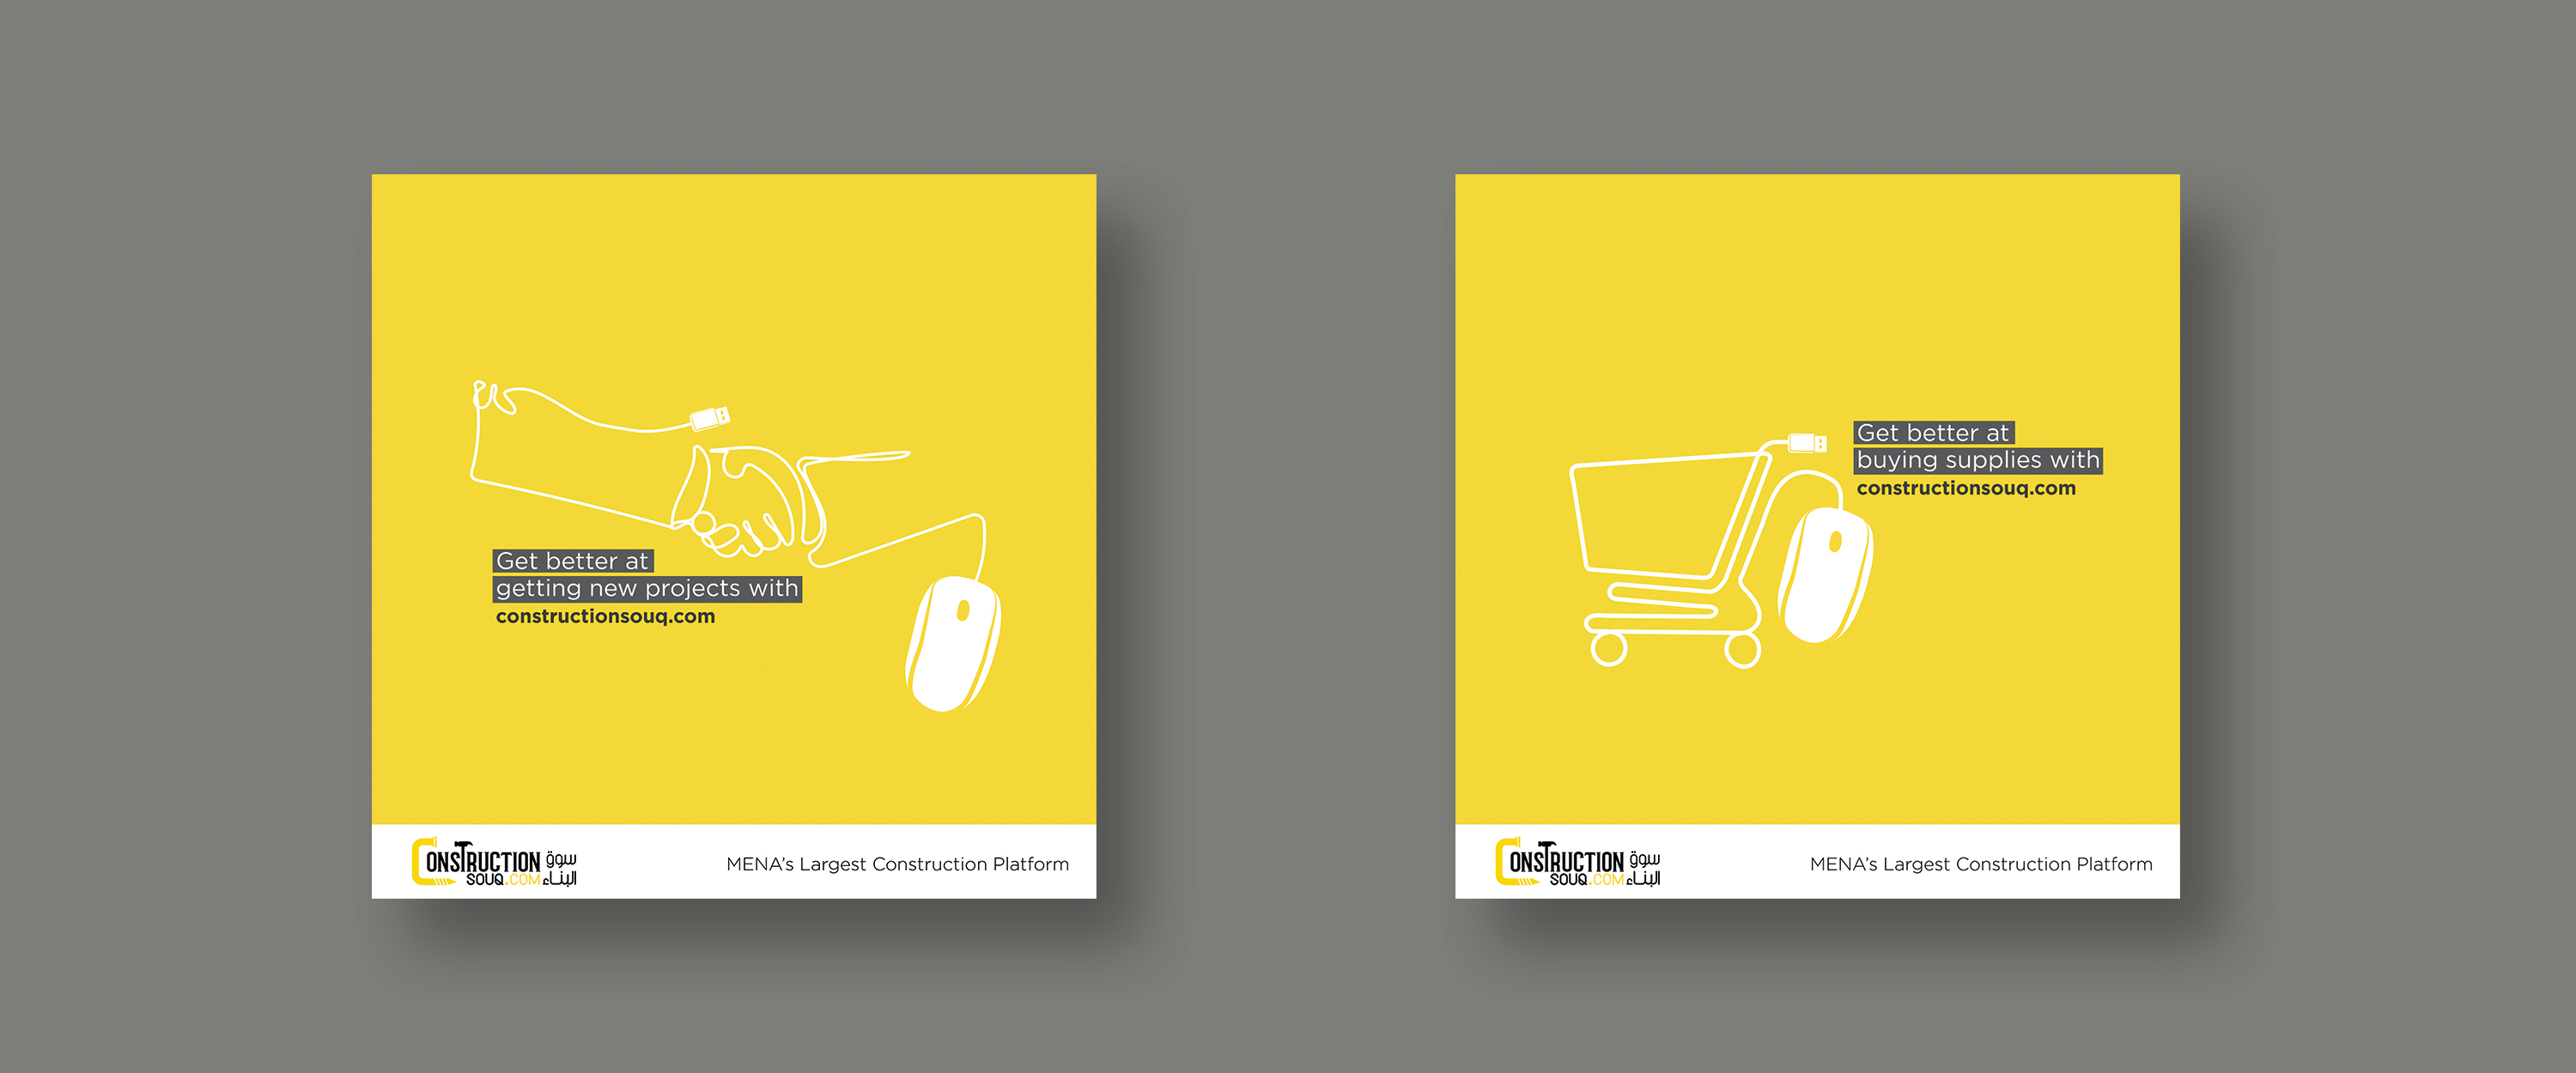 Get better at
getting new projects with
constructionsouq.com
CONSTRUCTION سوق
SOUQ.COM البناء
MENA's Largest Construction Platform
Get better at
buying supplies with
constructionsouq.com
CONSTRUCTION سوق
SOUQ.COM البناء
MENA's Largest Construction Platform